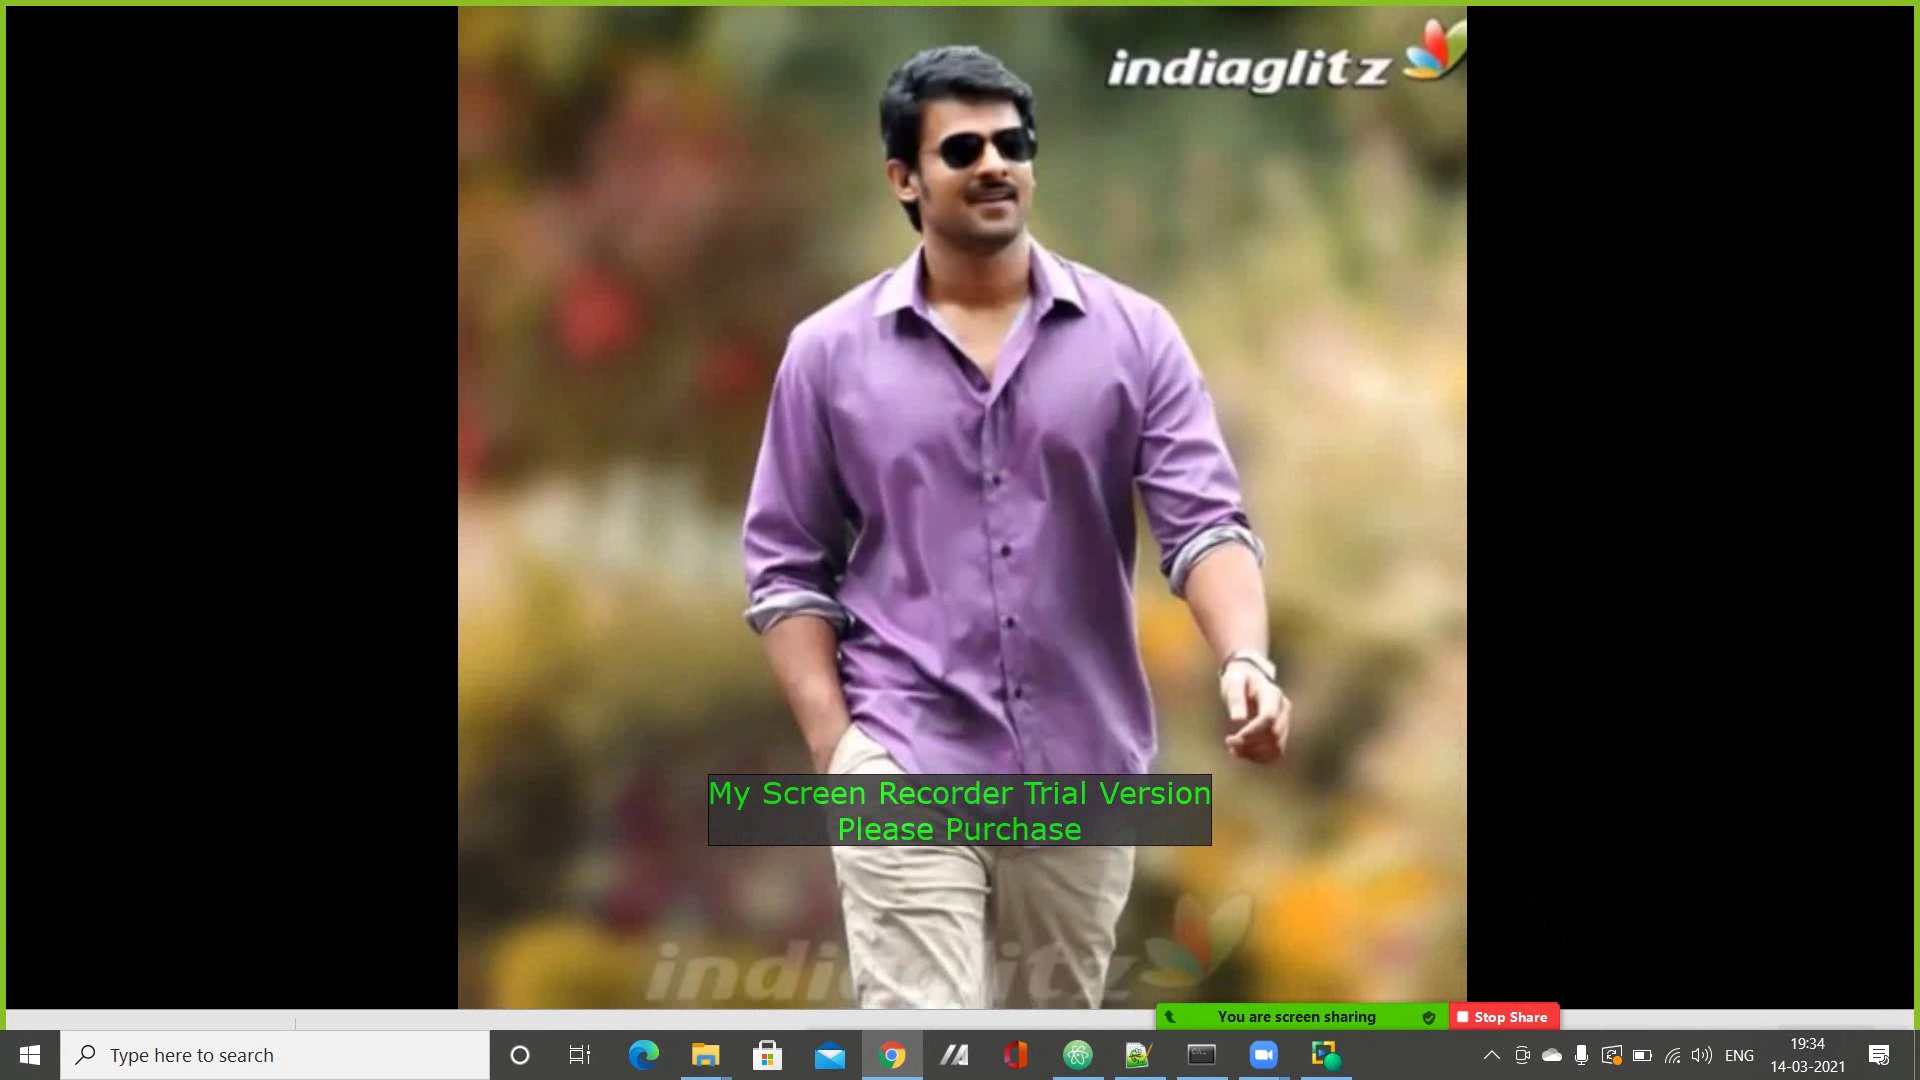 indiaglitz
My Screen Recorder Trial Version
Please Purchase
indiaglitz
You are screen sharing
Stop Share
Type here to search
ENG
19:34
14-03-2021